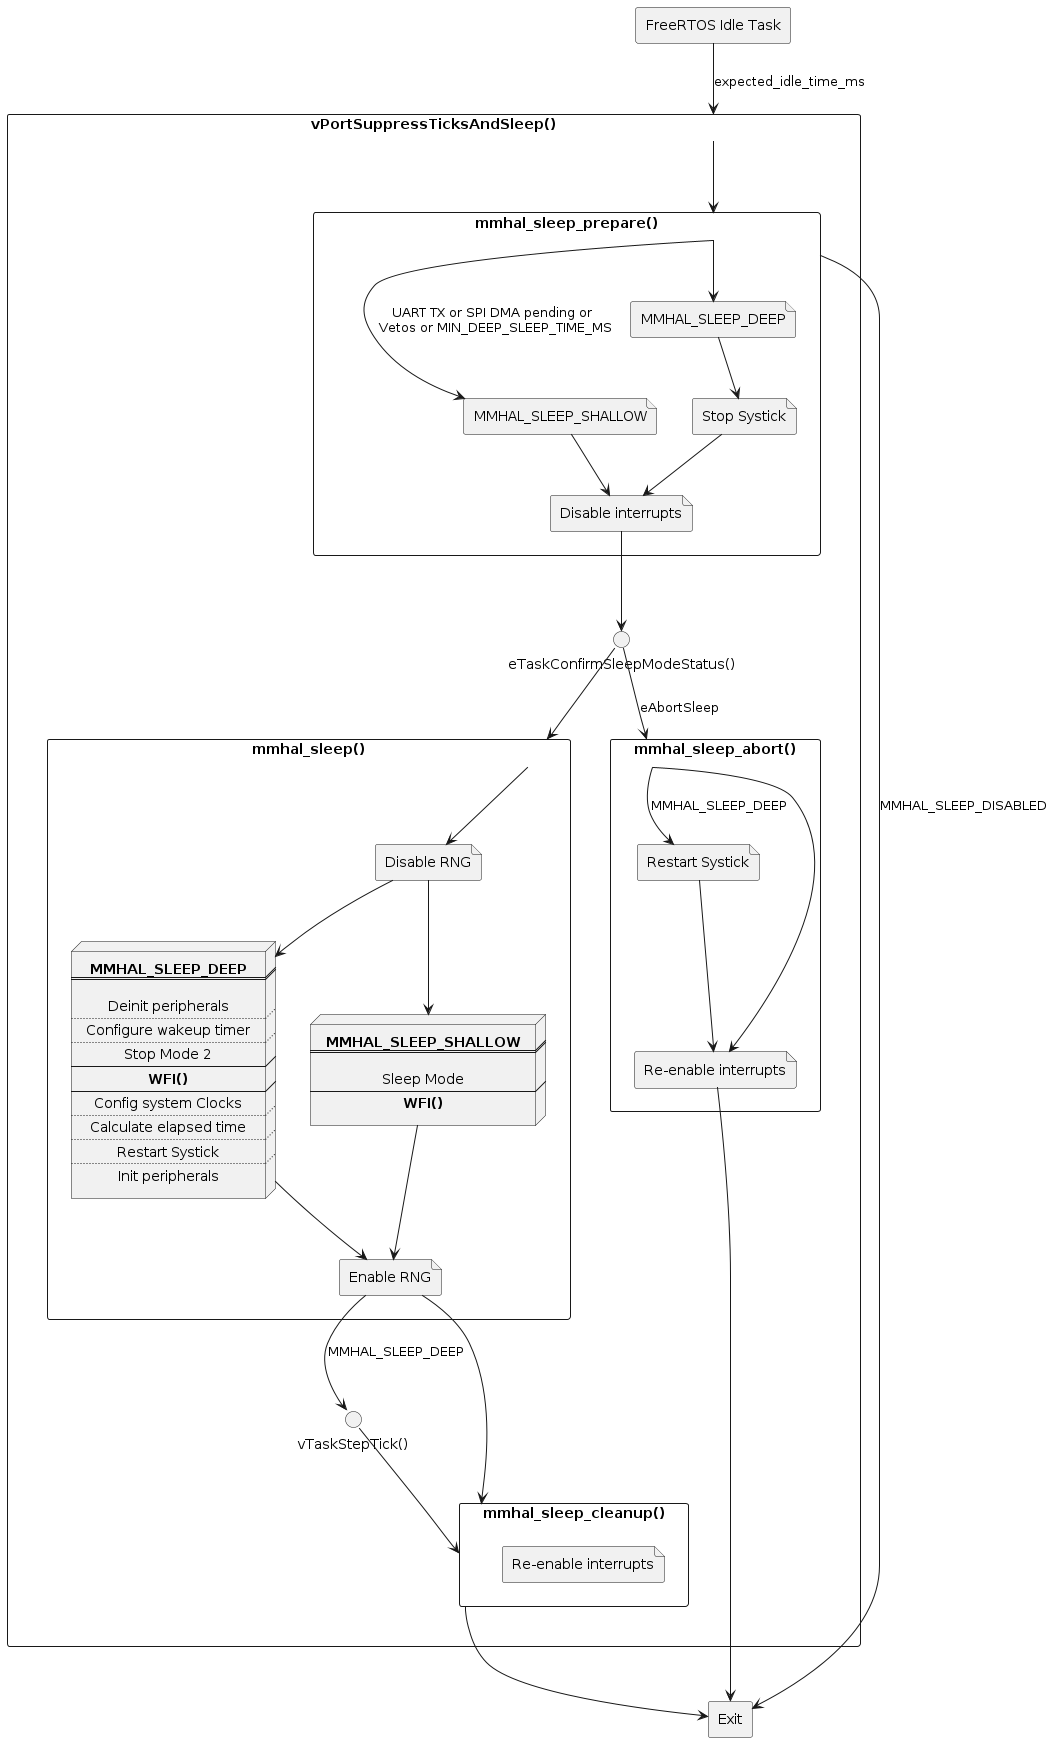 FreeRTOS Idle Task
expected_idle_time_ms
vPortSuppressTicksAndSleep()
mmhal_sleep_prepare()
UART TX or SPI DMA pending or
Vetos or MIN_DEEP_SLEEP_TIME_MS
MMHAL_SLEEP_DEEP
MMHAL_SLEEP_SHALLOW
Stop Systick
Disable interrupts
eTaskConfirmSleepModeStatus()
eAbortSleep
mmhal_sleep()
mmhal_sleep_abort()
MMHAL_SLEEP_DEEP
MMHAL_SLEEP_DISABLED
Disable RNG
Restart Systick
MMHAL_SLEEP_DEEP
Deinit peripherals
Configure wakeup timer
Stop Mode 2
WFI()
Config system Clocks
Calculate elapsed time
Restart Systick
Init peripherals
MMHAL_SLEEP_SHALLOW
Sleep Mode
WFI()
Re-enable interrupts
Enable RNG
MMHAL_SLEEP_DEEP
vTaskStepTick()
mmhal_sleep_cleanup()
Re-enable interrupts
Exit